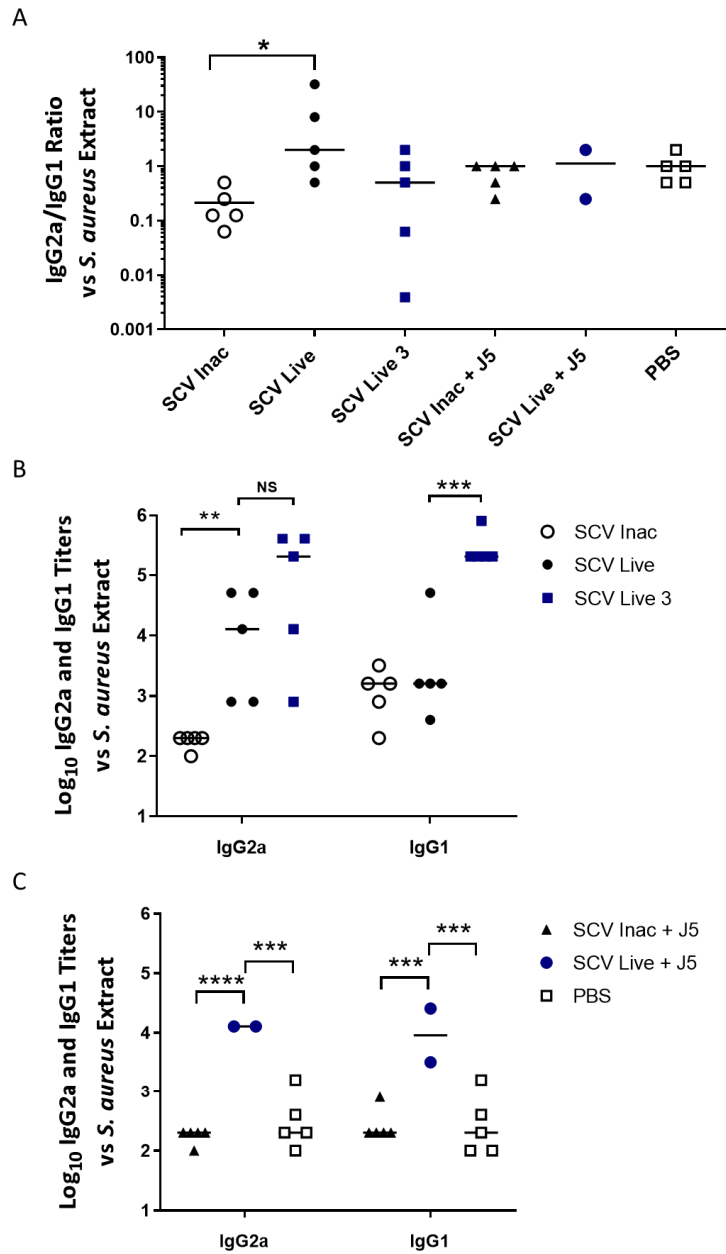 A
*
IgG2a/IgG1 Ratio
vs S. aureus Extract
100
10
1
0.1
0.01
0.001
SCV Inac
SCV Live
SCV Live 3
SCV Inac + J5
SCV Live + J5
PBS
B
Log10 IgG2a and IgG1 Titers
vs S. aureus Extract
6
5
4
3
2
1
**
NS
***
IgG2a
IgG1
SCV Inac
SCV Live
SCV Live 3
C
Log10 IgG2a and IgG1 Titers
vs S. aureus Extract
6
5
4
3
2
1
****
***
***
***
IgG2a
IgG1
SCV Inac + J5
SCV Live + J5
PBS